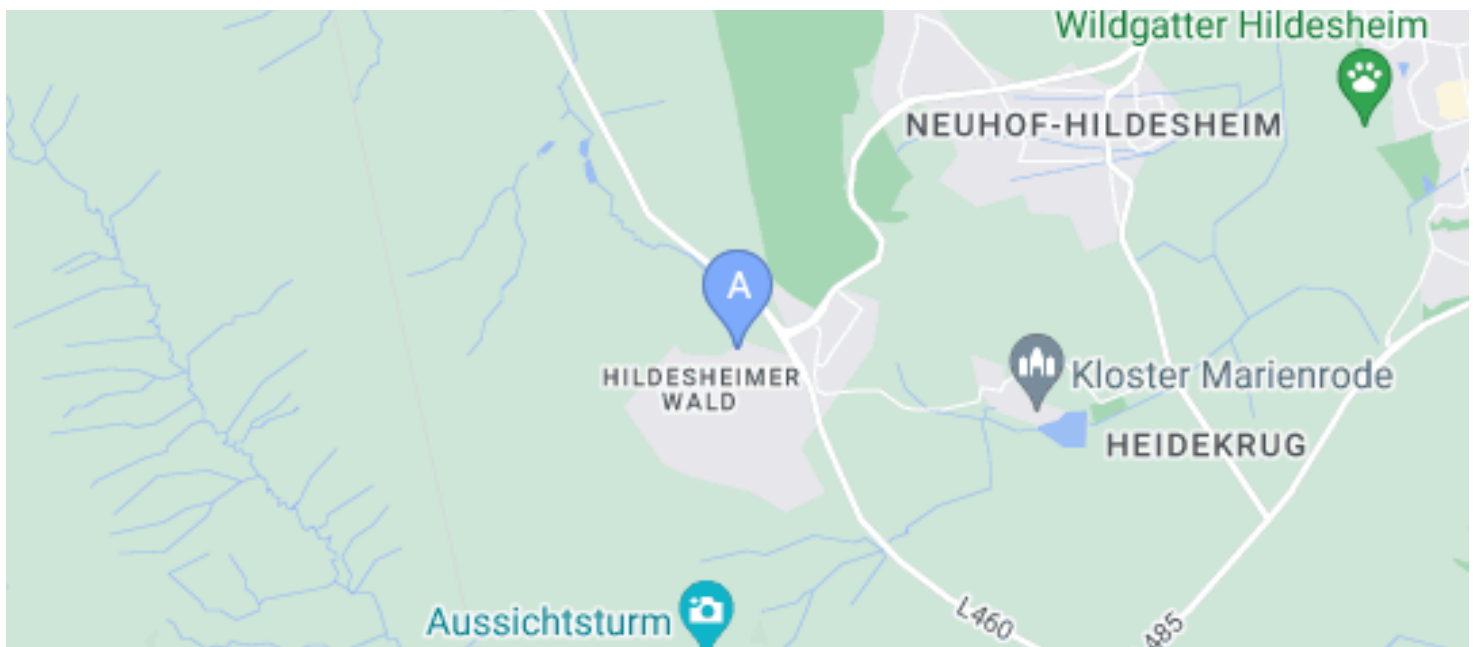 Wildgatter Hildesheim
NEUHOF-HILDESHEIM
A
HILDESHEIMER
WALD
Kloster Marienrode
HEIDEKRUG
Aussichtsturm
L460
485